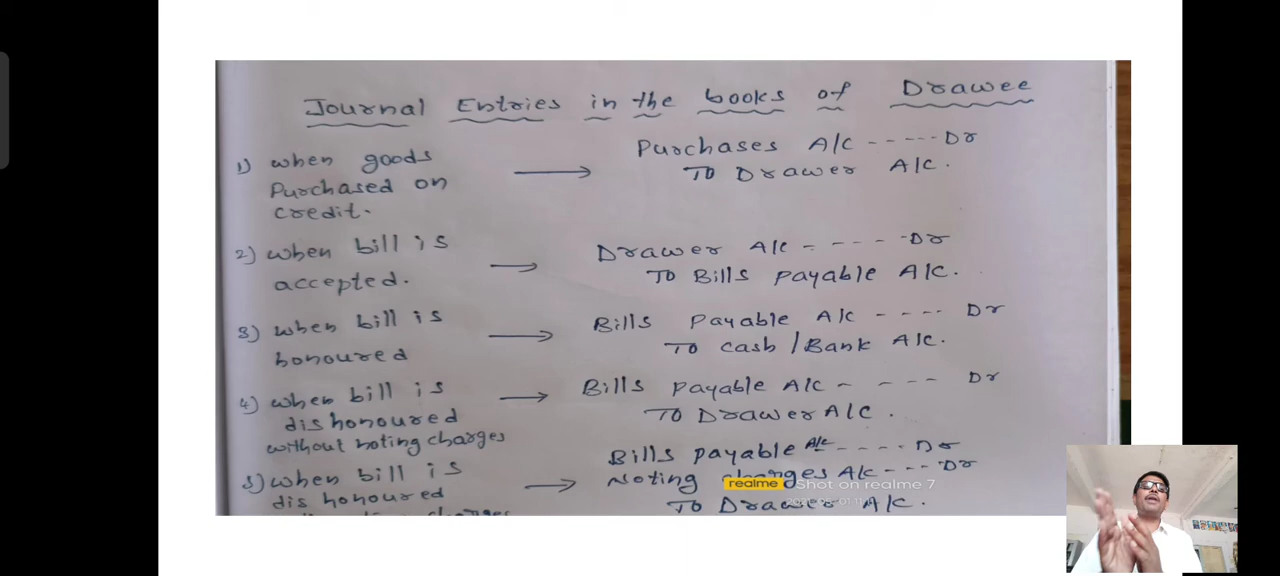 Journal Entries in the books of Drawee
1) when goods Purchased on credit. → Purchases A/c ----- Dr
To Drawer A/c.
2) when bill is accepted. → Drawer A/c - ---- Dr
To Bills payable A/c.
3) when bill is honoured → Bills Payable A/c ---- Dr
To cash/Bank A/c.
4) when bill is dishonoured without noting charges → Bills payable A/c - --- Dr
To Drawer A/c.
5) when bill is dishonoured → Bills payable A/c ----. Dr
Noting charges A/c --- Dr
To Drawer A/c.
realme Shot on realme 7